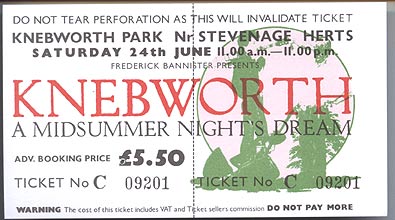 DO NOT TEAR PERFORATION AS THIS WILL INVALIDATE TICKET
KNEBWORTH PARK Nr STEVENAGE HERTS
SATURDAY 24th JUNE 11.00 a.m.—11.00 p.m.
FREDERICK BANNISTER PRESENTS
KNEBWORTH
A MIDSUMMER NIGHT'S DREAM
ADV. BOOKING PRICE £5.50
TICKET No C 09201 TICKET No C 09201
WARNING The cost of this ticket includes VAT and Ticket sellers commission DO NOT PAY MORE